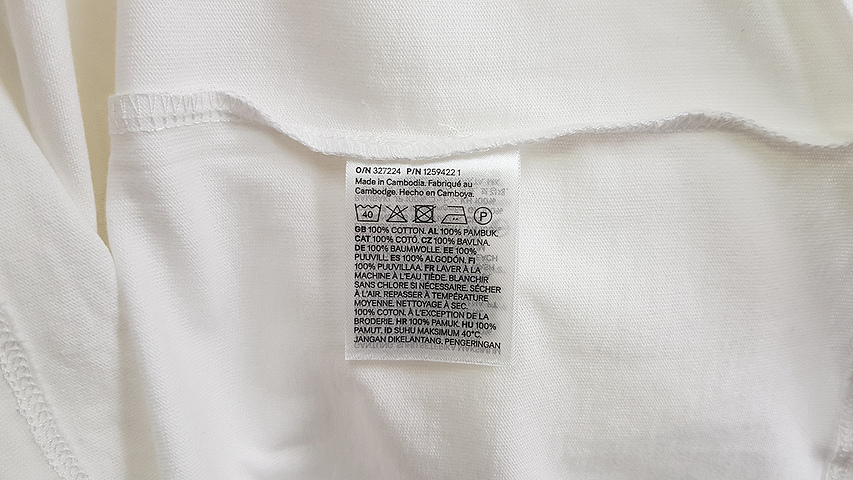 O/N 327224 P/N 12594221
Made in Cambodia. Fabriqué au
Cambodge. Hecho en Camboya.
40 P
GB 100% COTTON. AL 100% PAMBUK.
CAT 100% COTÓ. CZ 100% BAVLNA.
DE 100% BAUMWOLLE. EE 100%
PUUVILL. ES 100% ALGODÓN. FI
100% PUUVILLAA. FR LAVER À LA
MACHINE À L'EAU TIÈDE. BLANCHIR
SANS CHLORE SI NÉCESSAIRE. SÉCHER
À L'AIR. REPASSER À TEMPÉRATURE
MOYENNE. NETTOYAGE À SEC.
100% COTON. À L'EXCEPTION DE LA
BRODERIE. HR 100% PAMUK. HU 100%
PAMUT. ID SUHU MAKSIMUM 40°C.
JANGAN DIKELANTANG, PENGERINGAN